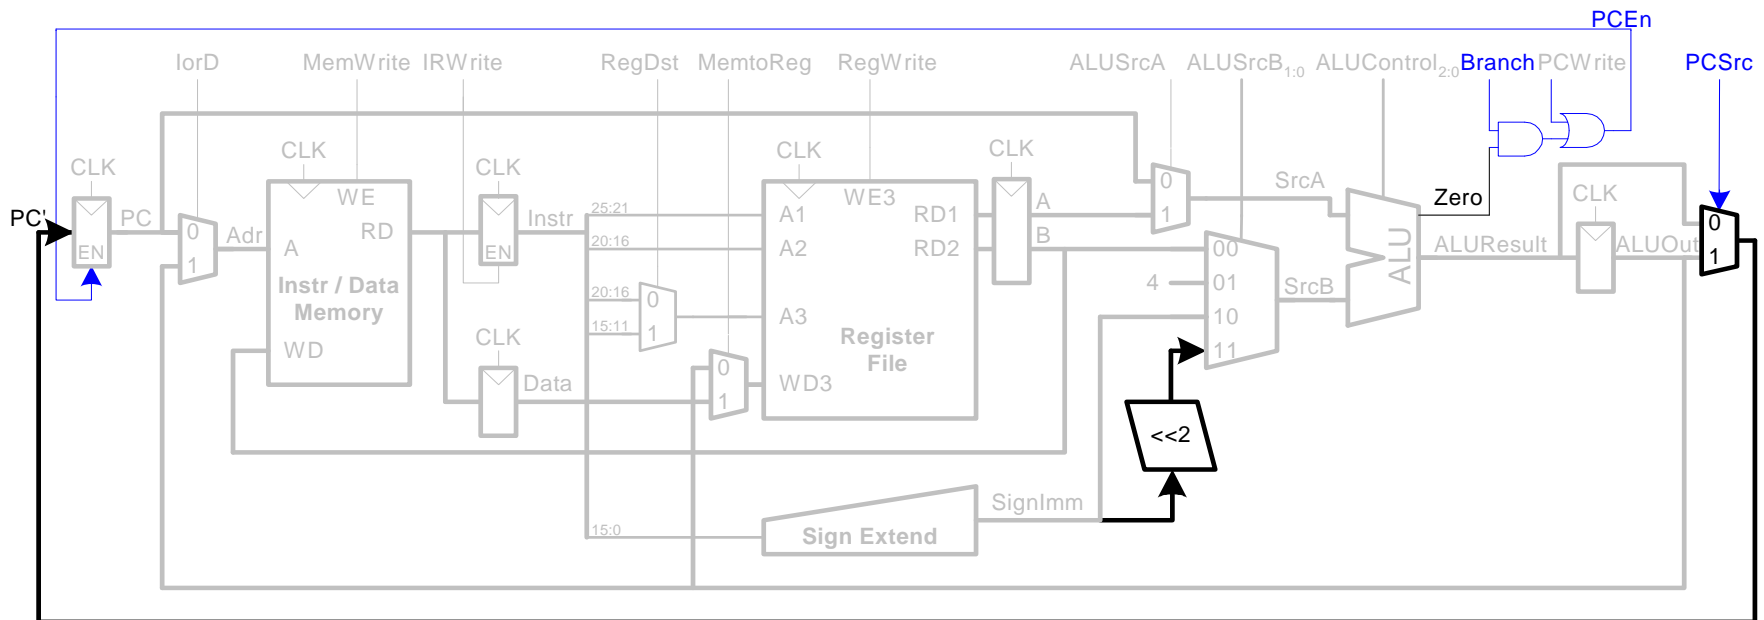 PCEn
IorD MemWrite IRWrite RegDst MemtoReg RegWrite ALUSrcA ALUSrcB1:0 ALUControl2:0 Branch PCWrite PCSrc
CLK CLK CLK CLK CLK CLK
PC' EN PC 0 1 Adr
WE A RD Instr / Data Memory WD
EN Instr
CLK Data
25:21
20:16
20:16 0
15:11 1
0 1
WE3 A1 RD1 A2 RD2 A3 Register File WD3
A
B
0 1 SrcA
00
4 01 SrcB
10
11
<<2
ALU Zero
ALUResult CLK ALUOut 0 1
SignImm
15:0 Sign Extend